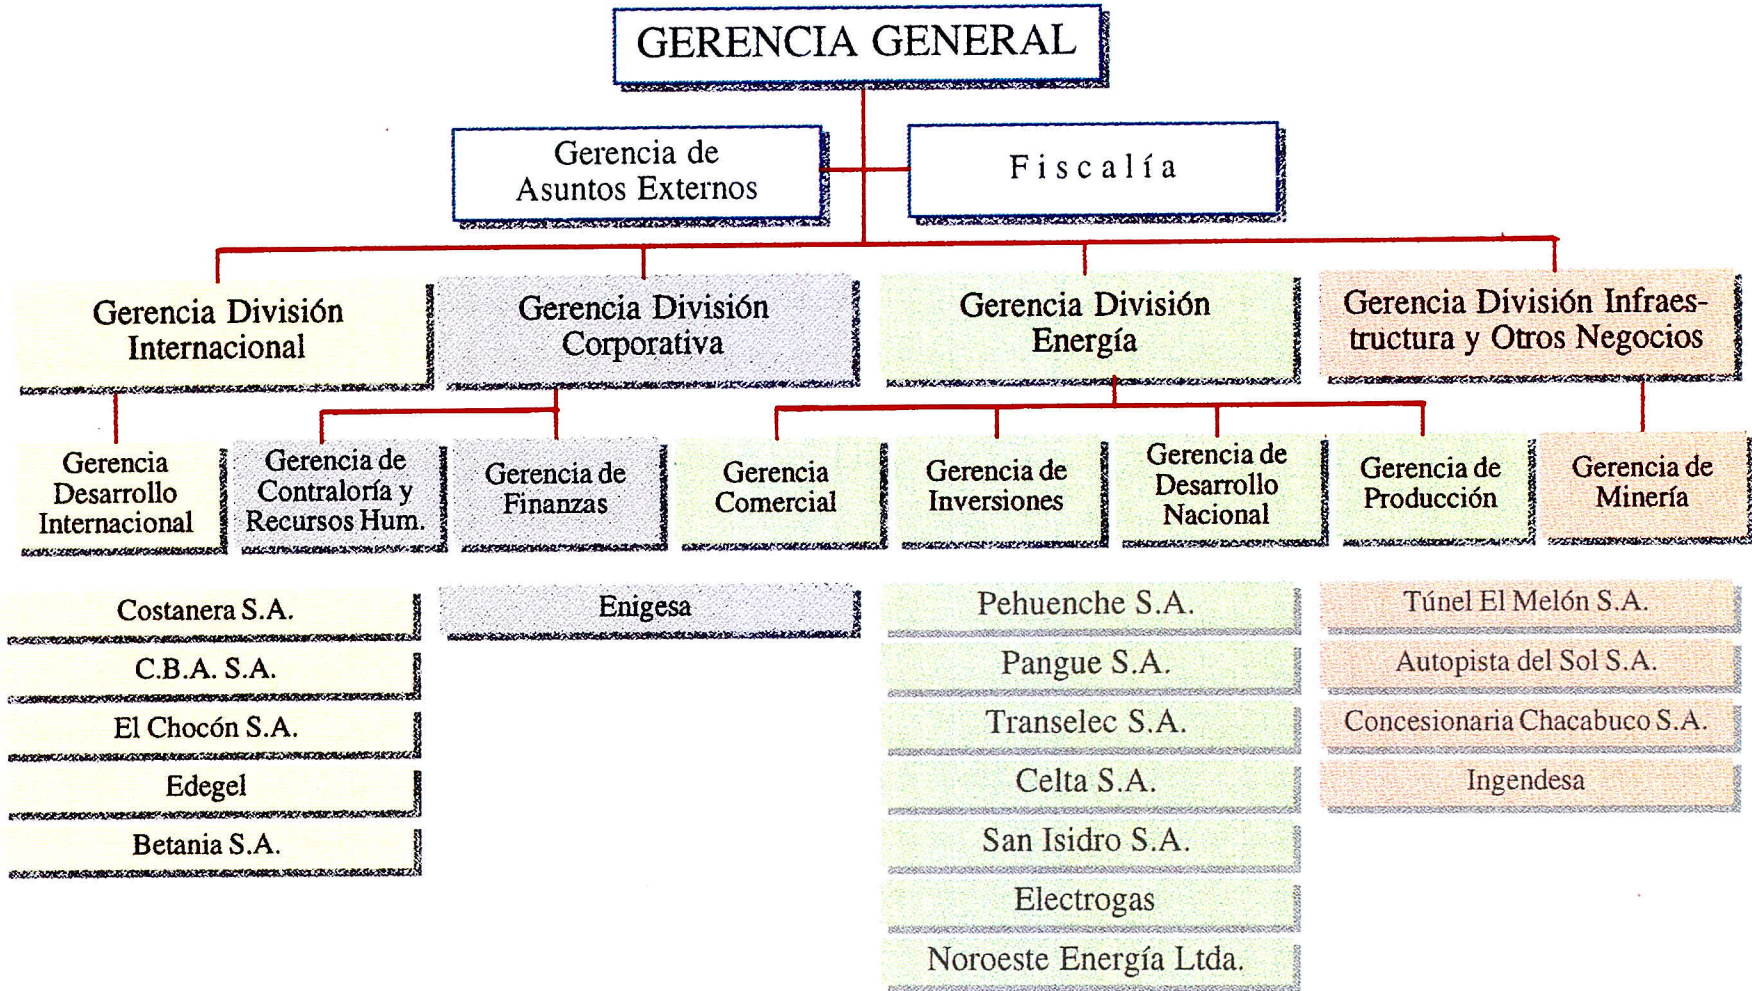 GERENCIA GENERAL
Gerencia de
Asuntos Externos
Fiscalía
Gerencia División
Internacional
Gerencia División
Corporativa
Gerencia División
Energía
Gerencia División Infraes-
tructura y Otros Negocios
Gerencia
Desarrollo
Internacional
Gerencia de
Contraloría y
Recursos Hum.
Gerencia de
Finanzas
Gerencia
Comercial
Gerencia de
Inversiones
Gerencia de
Desarrollo
Nacional
Gerencia de
Producción
Gerencia de
Minería
Costanera S.A.
C.B.A. S.A.
El Chocón S.A.
Edegel
Betania S.A.
Enigesa
Pehuenche S.A.
Pangue S.A.
Transelec S.A.
Celta S.A.
San Isidro S.A.
Electrogas
Noroeste Energía Ltda.
Túnel El Melón S.A.
Autopista del Sol S.A.
Concesionaria Chacabuco S.A.
Ingendesa